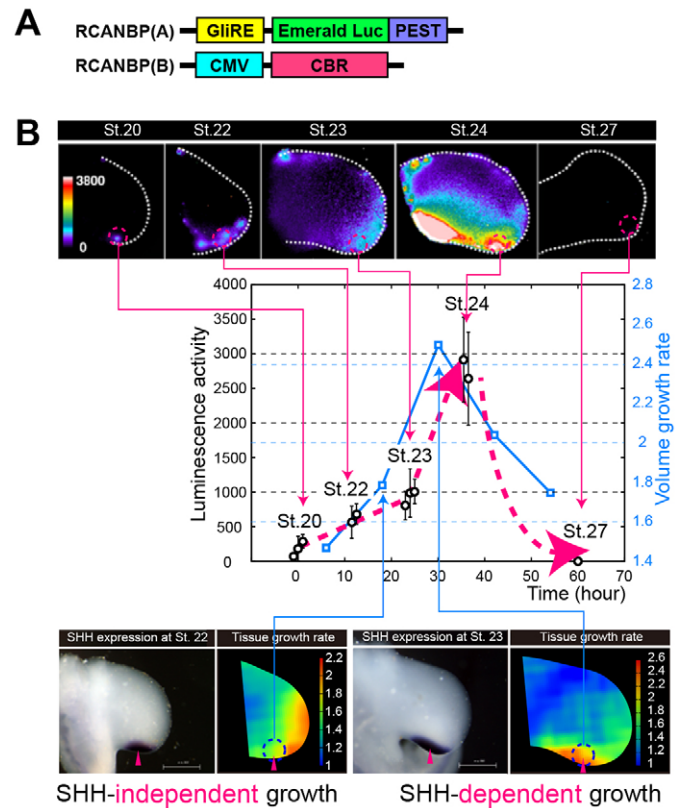 A
RCANBP(A) GliRE Emerald Luc PEST
RCANBP(B) CMV CBR
B
St.20 St.22 St.23 St.24 St.27
3800
0
4000
3500
3000
2500
2000
1500
1000
500
0
Luminescence activity
St.20
St.22
St.23
St.24
St.27
2.8
2.6
2.4
2.2
2
1.8
1.6
1.4
Volume growth rate
0 10 20 30 40 50 60 70
Time (hour)
SHH expression at St. 22 Tissue growth rate SHH expression at St. 23 Tissue growth rate
2.2
2
1.8
1.6
1.4
1.2
1
2.6
2.4
2.2
2
1.8
1.6
1.4
1.2
1
SHH-independent growth SHH-dependent growth